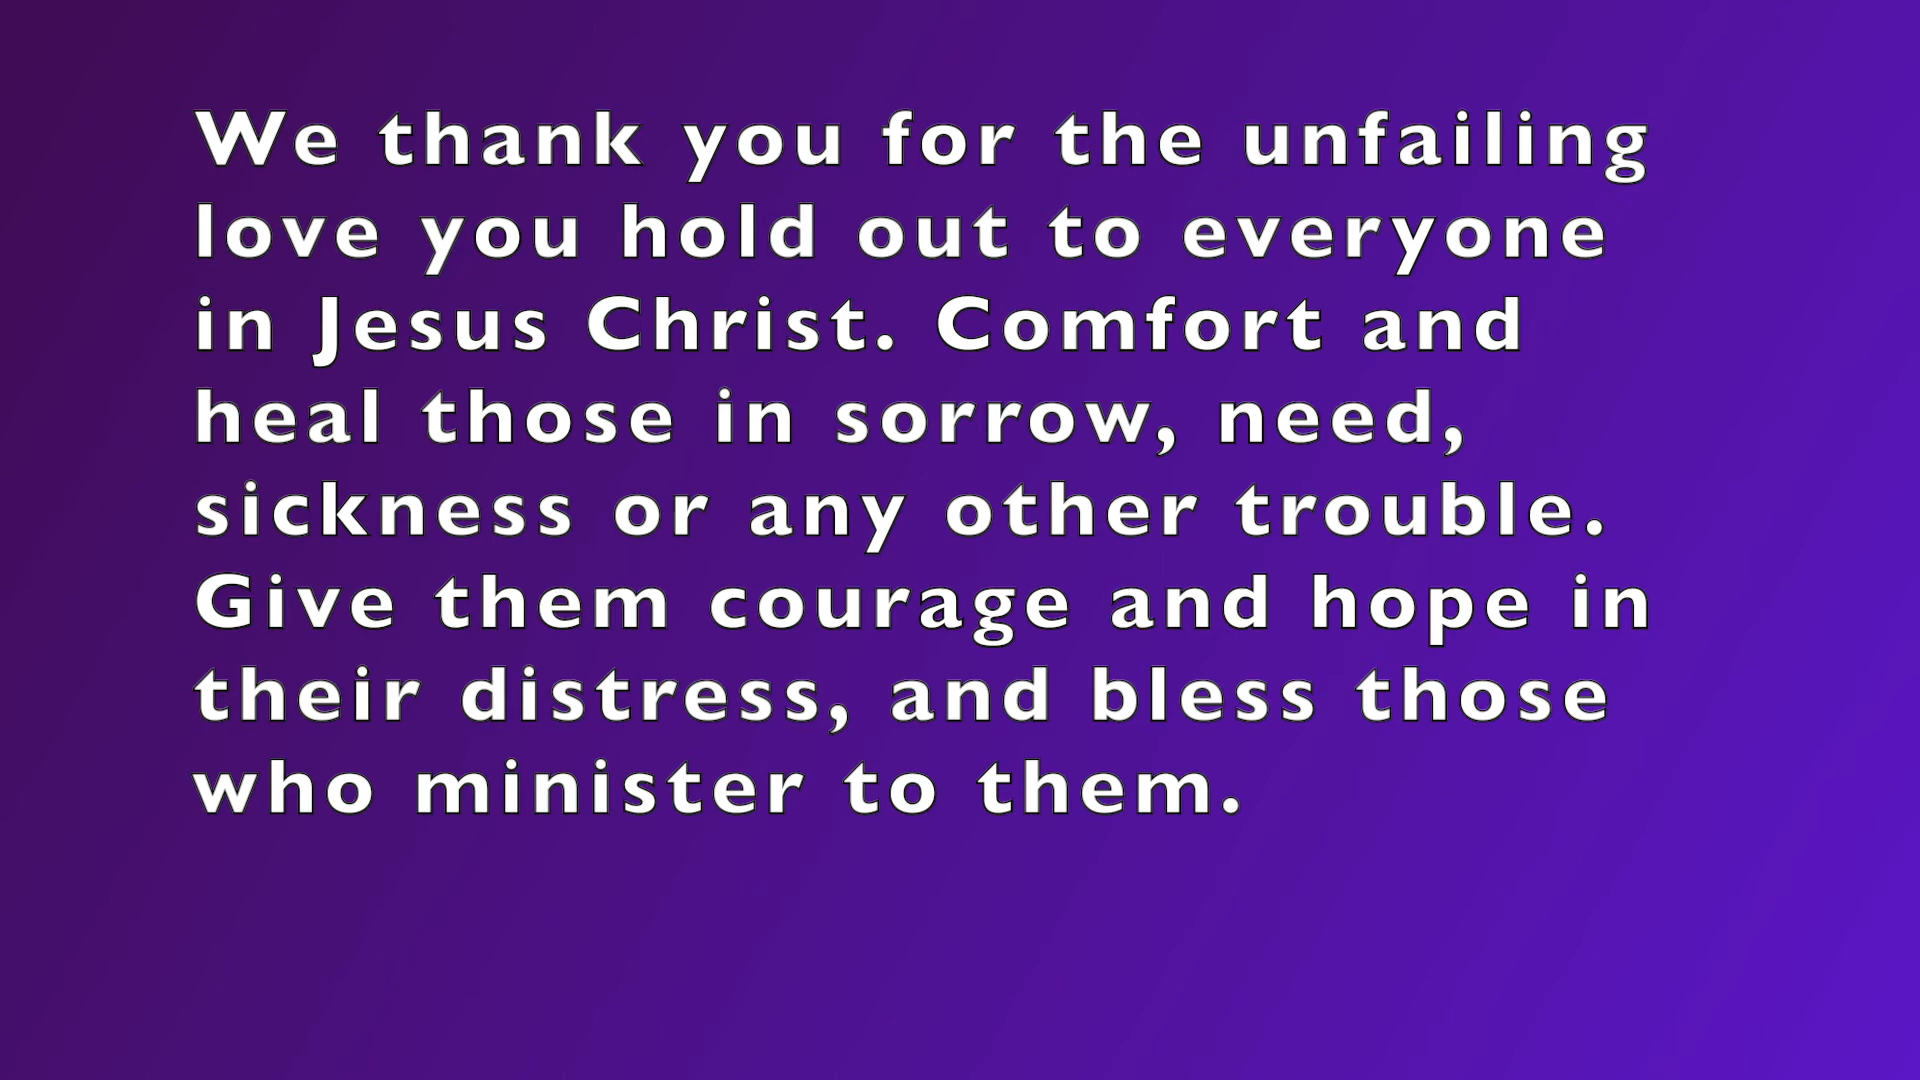 We thank you for the unfailing
love you hold out to everyone
in Jesus Christ. Comfort and
heal those in sorrow, need,
sickness or any other trouble.
Give them courage and hope in
their distress, and bless those
who minister to them.